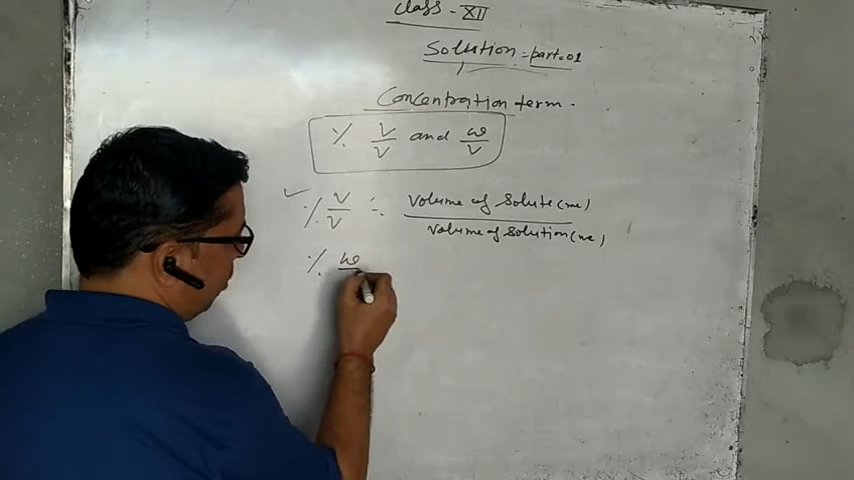 Class - XII
Solution - part-01
Concentration term.
% V/V and w/V
% V/V :- Volume of Solute(ml)/Volume of Solution(ml)
% w